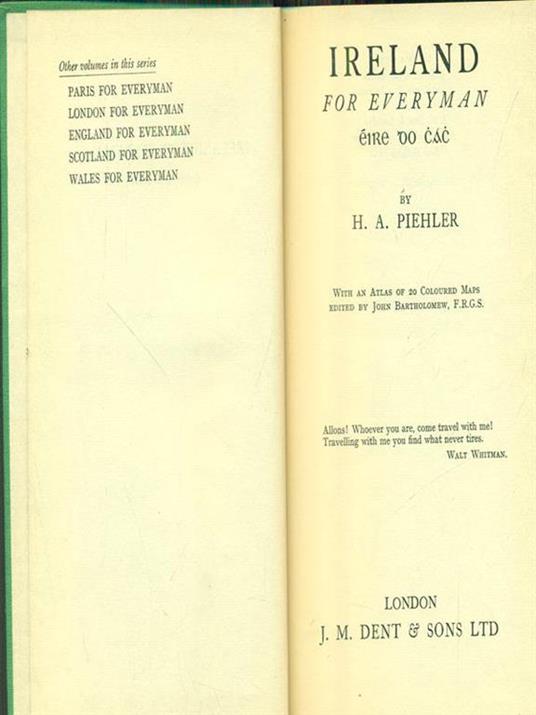 Other volumes in this series
PARIS FOR EVERYMAN
LONDON FOR EVERYMAN
ENGLAND FOR EVERYMAN
SCOTLAND FOR EVERYMAN
WALES FOR EVERYMAN
IRELAND
FOR EVERYMAN
éire do ċáċ
BY
H. A. PIEHLER
WITH AN ATLAS OF 20 COLOURED MAPS
EDITED BY JOHN BARTHOLOMEW, F.R.G.S.
Allons! Whoever you are, come travel with me!
Travelling with me you find what never tires.
WALT WHITMAN.
LONDON
J. M. DENT & SONS LTD